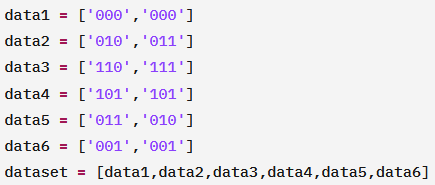 data1 = ['000','000']
data2 = ['010','011']
data3 = ['110','111']
data4 = ['101','101']
data5 = ['011','010']
data6 = ['001','001']
dataset = [data1,data2,data3,data4,data5,data6]